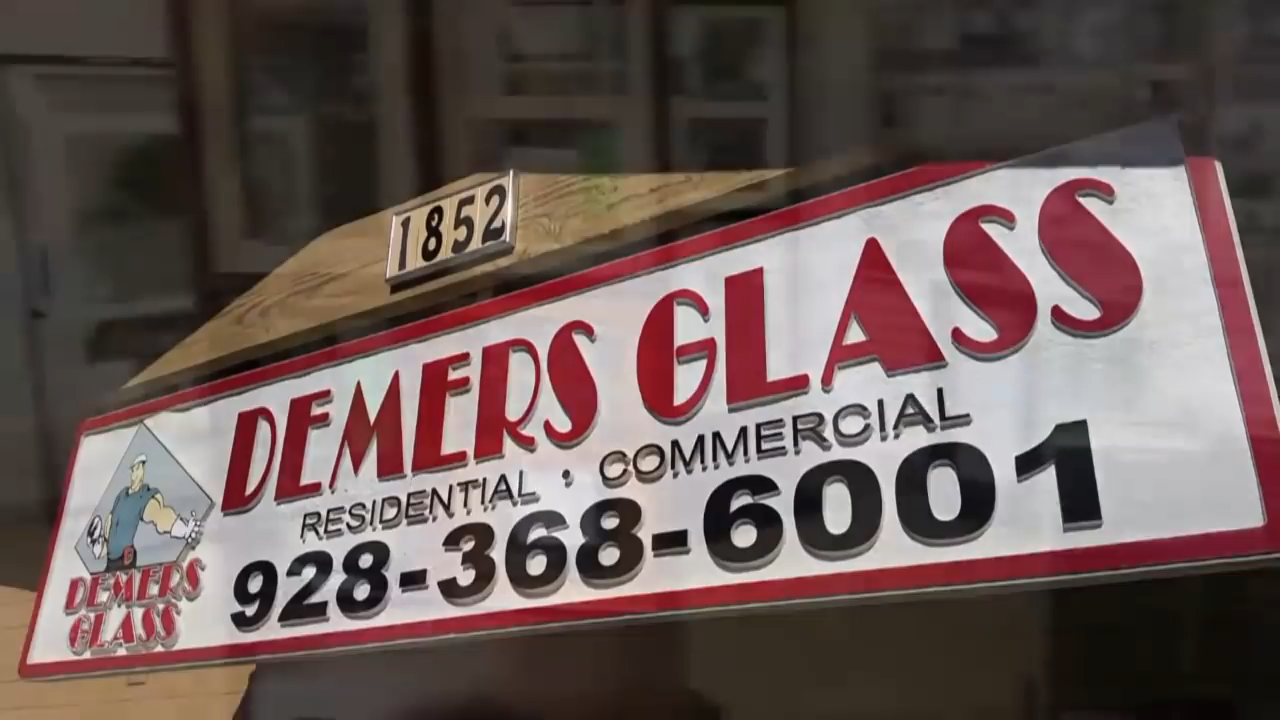 1852
DEMERS GLASS
RESIDENTIAL • COMMERCIAL
928-368-6001
DEMERS
GLASS